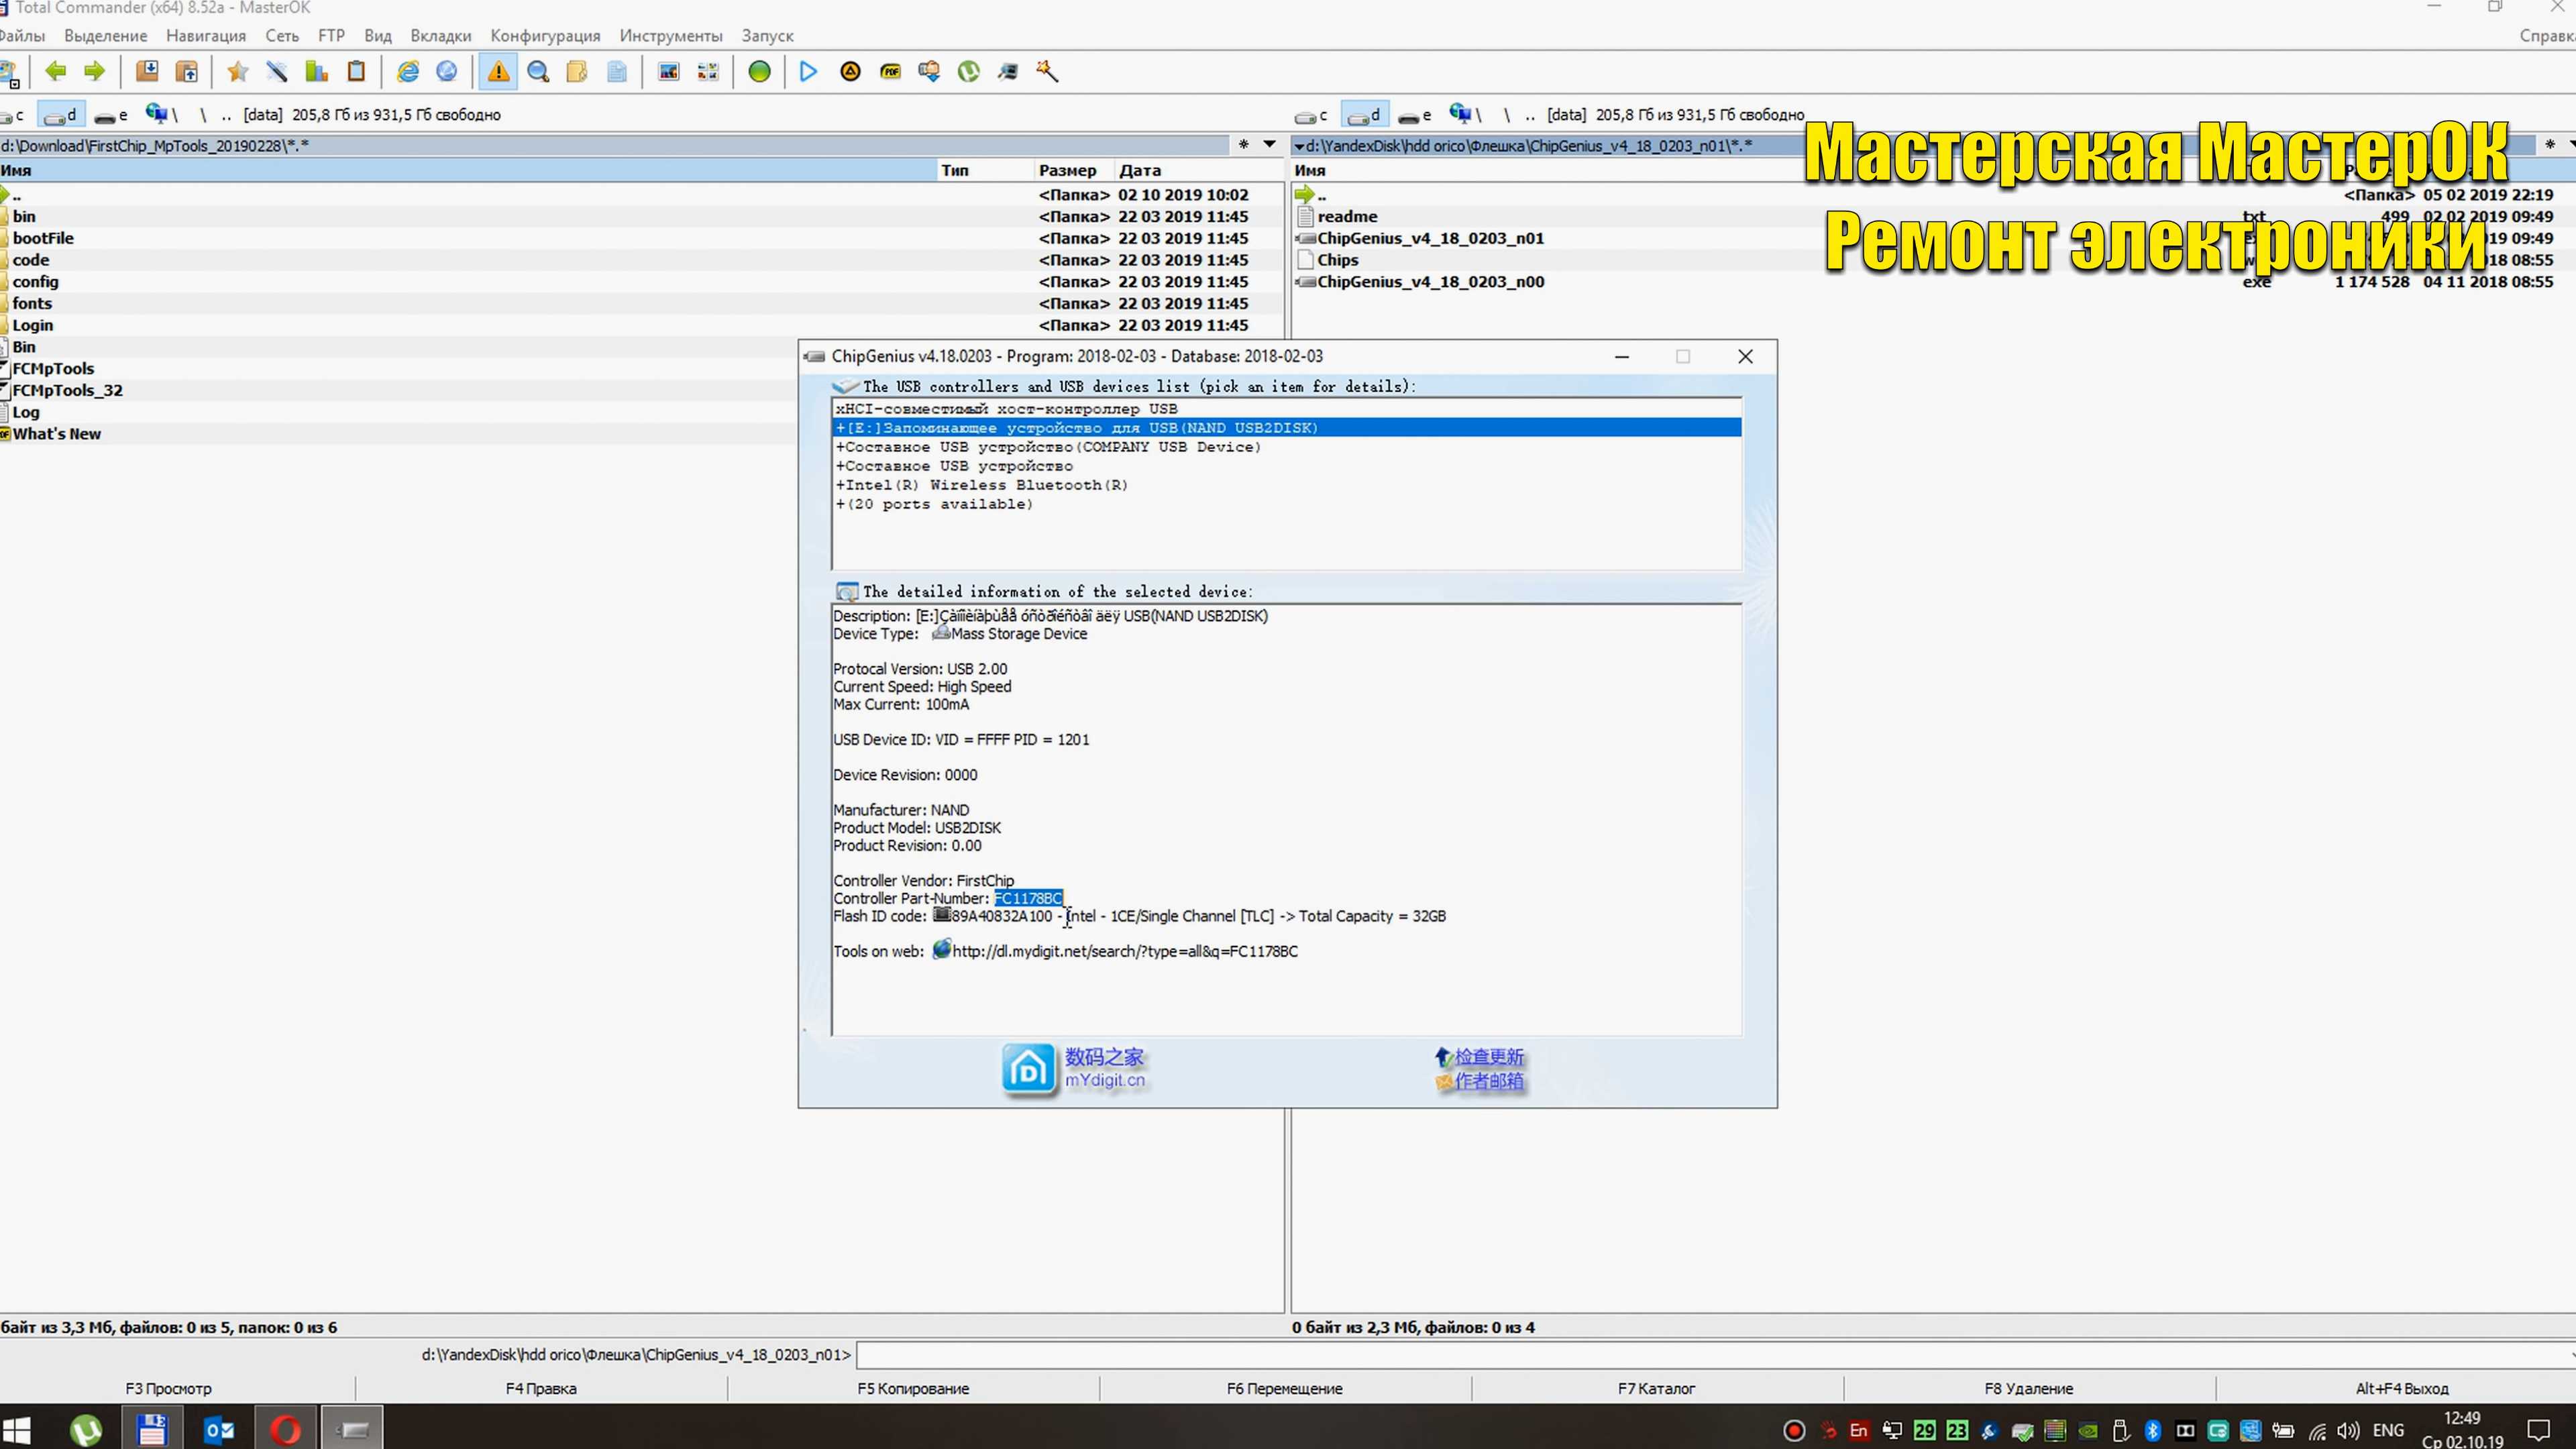 Total Commander (x64) 8.52a - MasterOK
Файлы Выделение Навигация Сеть FTP Вид Вкладки Конфигурация Инструменты Запуск
c d e \ \ .. [data] 205,8 Гб из 931,5 Гб свободно
d:\Download\FirstChip_MpTools_20190228\*.*
Имя Тип Размер Дата
.. <Папка> 02 10 2019 10:02
bin <Папка> 22 03 2019 11:45
bootFile <Папка> 22 03 2019 11:45
code <Папка> 22 03 2019 11:45
config <Папка> 22 03 2019 11:45
fonts <Папка> 22 03 2019 11:45
Login <Папка> 22 03 2019 11:45
Bin
FCMpTools
FCMpTools_32
Log
What's New
c d e \ \ .. [data] 205,8 Гб из 931,5 Гб свободно
d:\YandexDisk\hdd orico\Флешка\ChipGenius_v4_18_0203_n01\*.*
Мастерская МастерОК
Ремонт электроники
Имя
.. <Папка> 05 02 2019 22:19
readme txt 499 02 02 2019 09:49
ChipGenius_v4_18_0203_n01 2019 09:49
Chips 2018 08:55
ChipGenius_v4_18_0203_n00 exe 1 174 528 04 11 2018 08:55
ChipGenius v4.18.0203 - Program: 2018-02-03 - Database: 2018-02-03
The USB controllers and USB devices list (pick an item for details):
xHCI-совместимый хост-контроллер USB
+[E:]Запоминающее устройство для USB(NAND USB2DISK)
+Составное USB устройство(COMPANY USB Device)
+Составное USB устройство
+Intel(R) Wireless Bluetooth(R)
+(20 ports available)
The detailed information of the selected device:
Description: [E:]Çàïîìèíàþùåå óñòðîéñòâî äëÿ USB(NAND USB2DISK)
Device Type: Mass Storage Device
Protocal Version: USB 2.00
Current Speed: High Speed
Max Current: 100mA
USB Device ID: VID = FFFF PID = 1201
Device Revision: 0000
Manufacturer: NAND
Product Model: USB2DISK
Product Revision: 0.00
Controller Vendor: FirstChip
Controller Part-Number: FC1178BC
Flash ID code: 89A40832A100 - Intel - 1CE/Single Channel [TLC] -> Total Capacity = 32GB
Tools on web: http://dl.mydigit.net/search/?type=all&q=FC1178BC
数码之家
mYdigit.cn
检查更新
作者邮箱
байт из 3,3 Мб, файлов: 0 из 5, папок: 0 из 6
0 байт из 2,3 Мб, файлов: 0 из 4
d:\YandexDisk\hdd orico\Флешка\ChipGenius_v4_18_0203_n01>
F3 Просмотр F4 Правка F5 Копирование F6 Перемещение F7 Каталог F8 Удаление Alt+F4 Выход
En 29 23 ENG 12:49
Ср 02.10.19